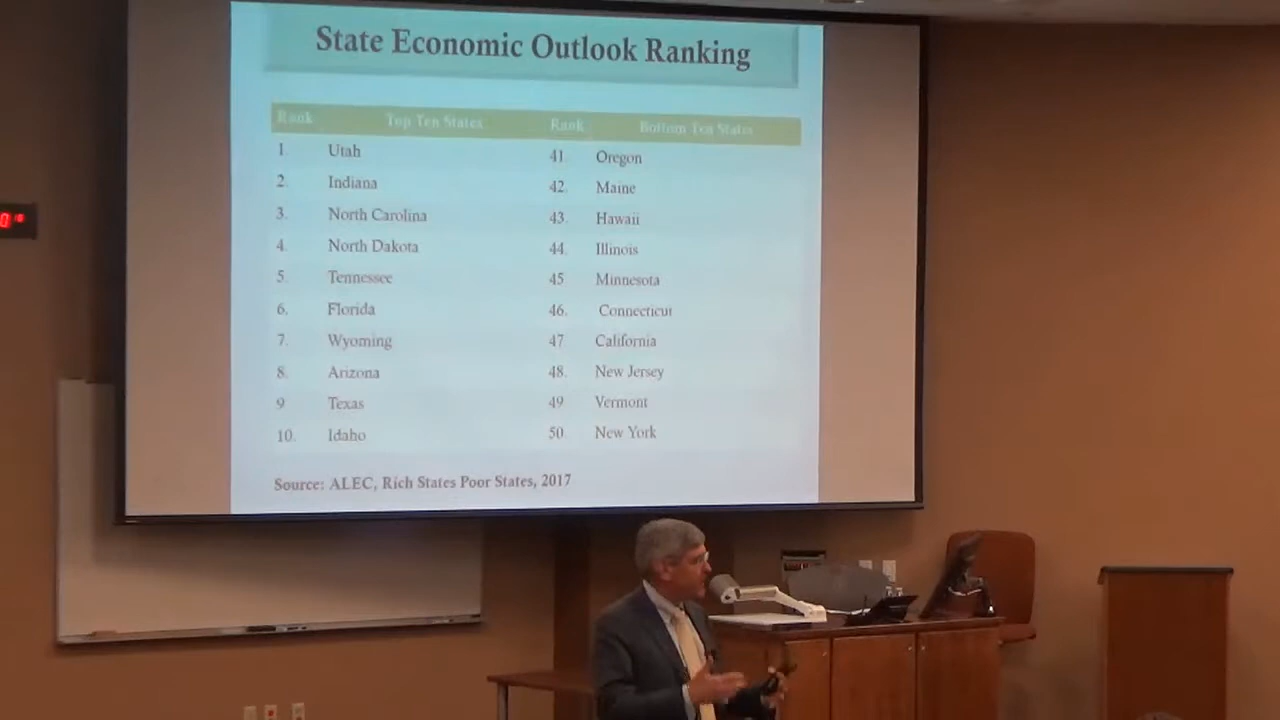 State Economic Outlook Ranking
Rank Top Ten States Rank Bottom Ten States
1. Utah 41. Oregon
2. Indiana 42. Maine
3. North Carolina 43. Hawaii
4. North Dakota 44. Illinois
5. Tennessee 45 Minnesota
6. Florida 46. Connecticut
7. Wyoming 47 California
8. Arizona 48. New Jersey
9 Texas 49 Vermont
10. Idaho 50. New York
Source: ALEC, Rich States Poor States, 2017